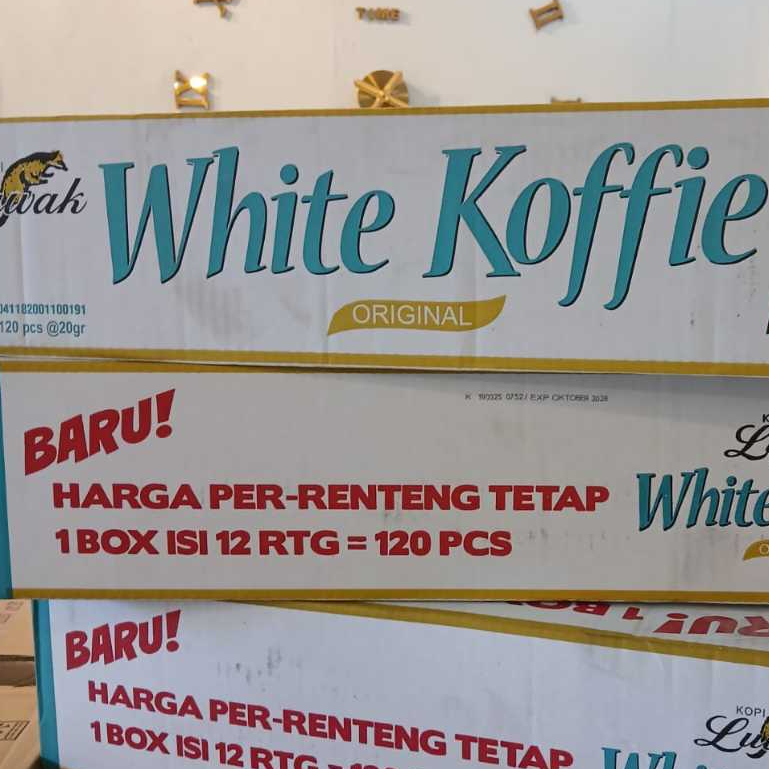 TIME
wak
White Koffie
ORIGINAL
041182001100191
120 pcs @20gr
BARU!
HARGA PER-RENTENG TETAP
1 BOX ISI 12 RTG = 120 PCS
White
BARU!
HARGA PER-RENTENG TETAP
1 BOX ISI 12 RTG
KOPI